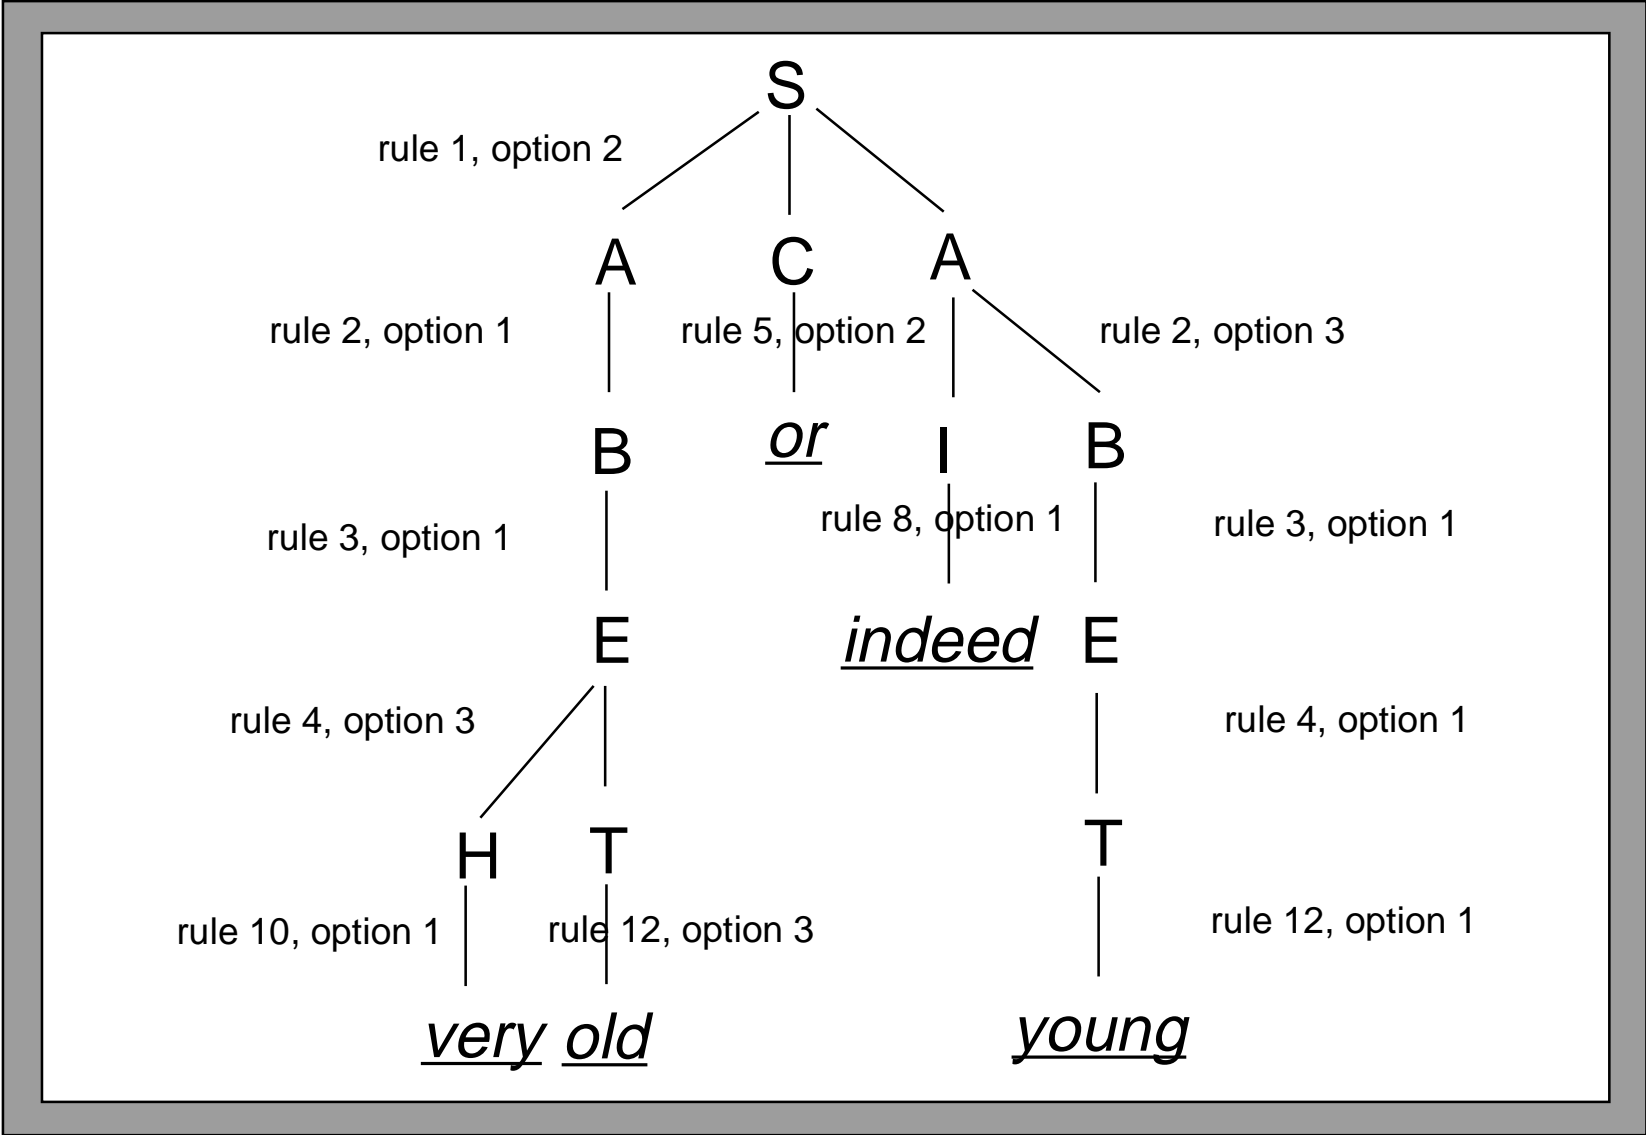 S
rule 1, option 2
A C A
rule 2, option 1 rule 5, option 2 rule 2, option 3
B or I B
rule 3, option 1 rule 8, option 1 rule 3, option 1
E indeed E
rule 4, option 3 rule 4, option 1
H T T
rule 10, option 1 rule 12, option 3 rule 12, option 1
very old young